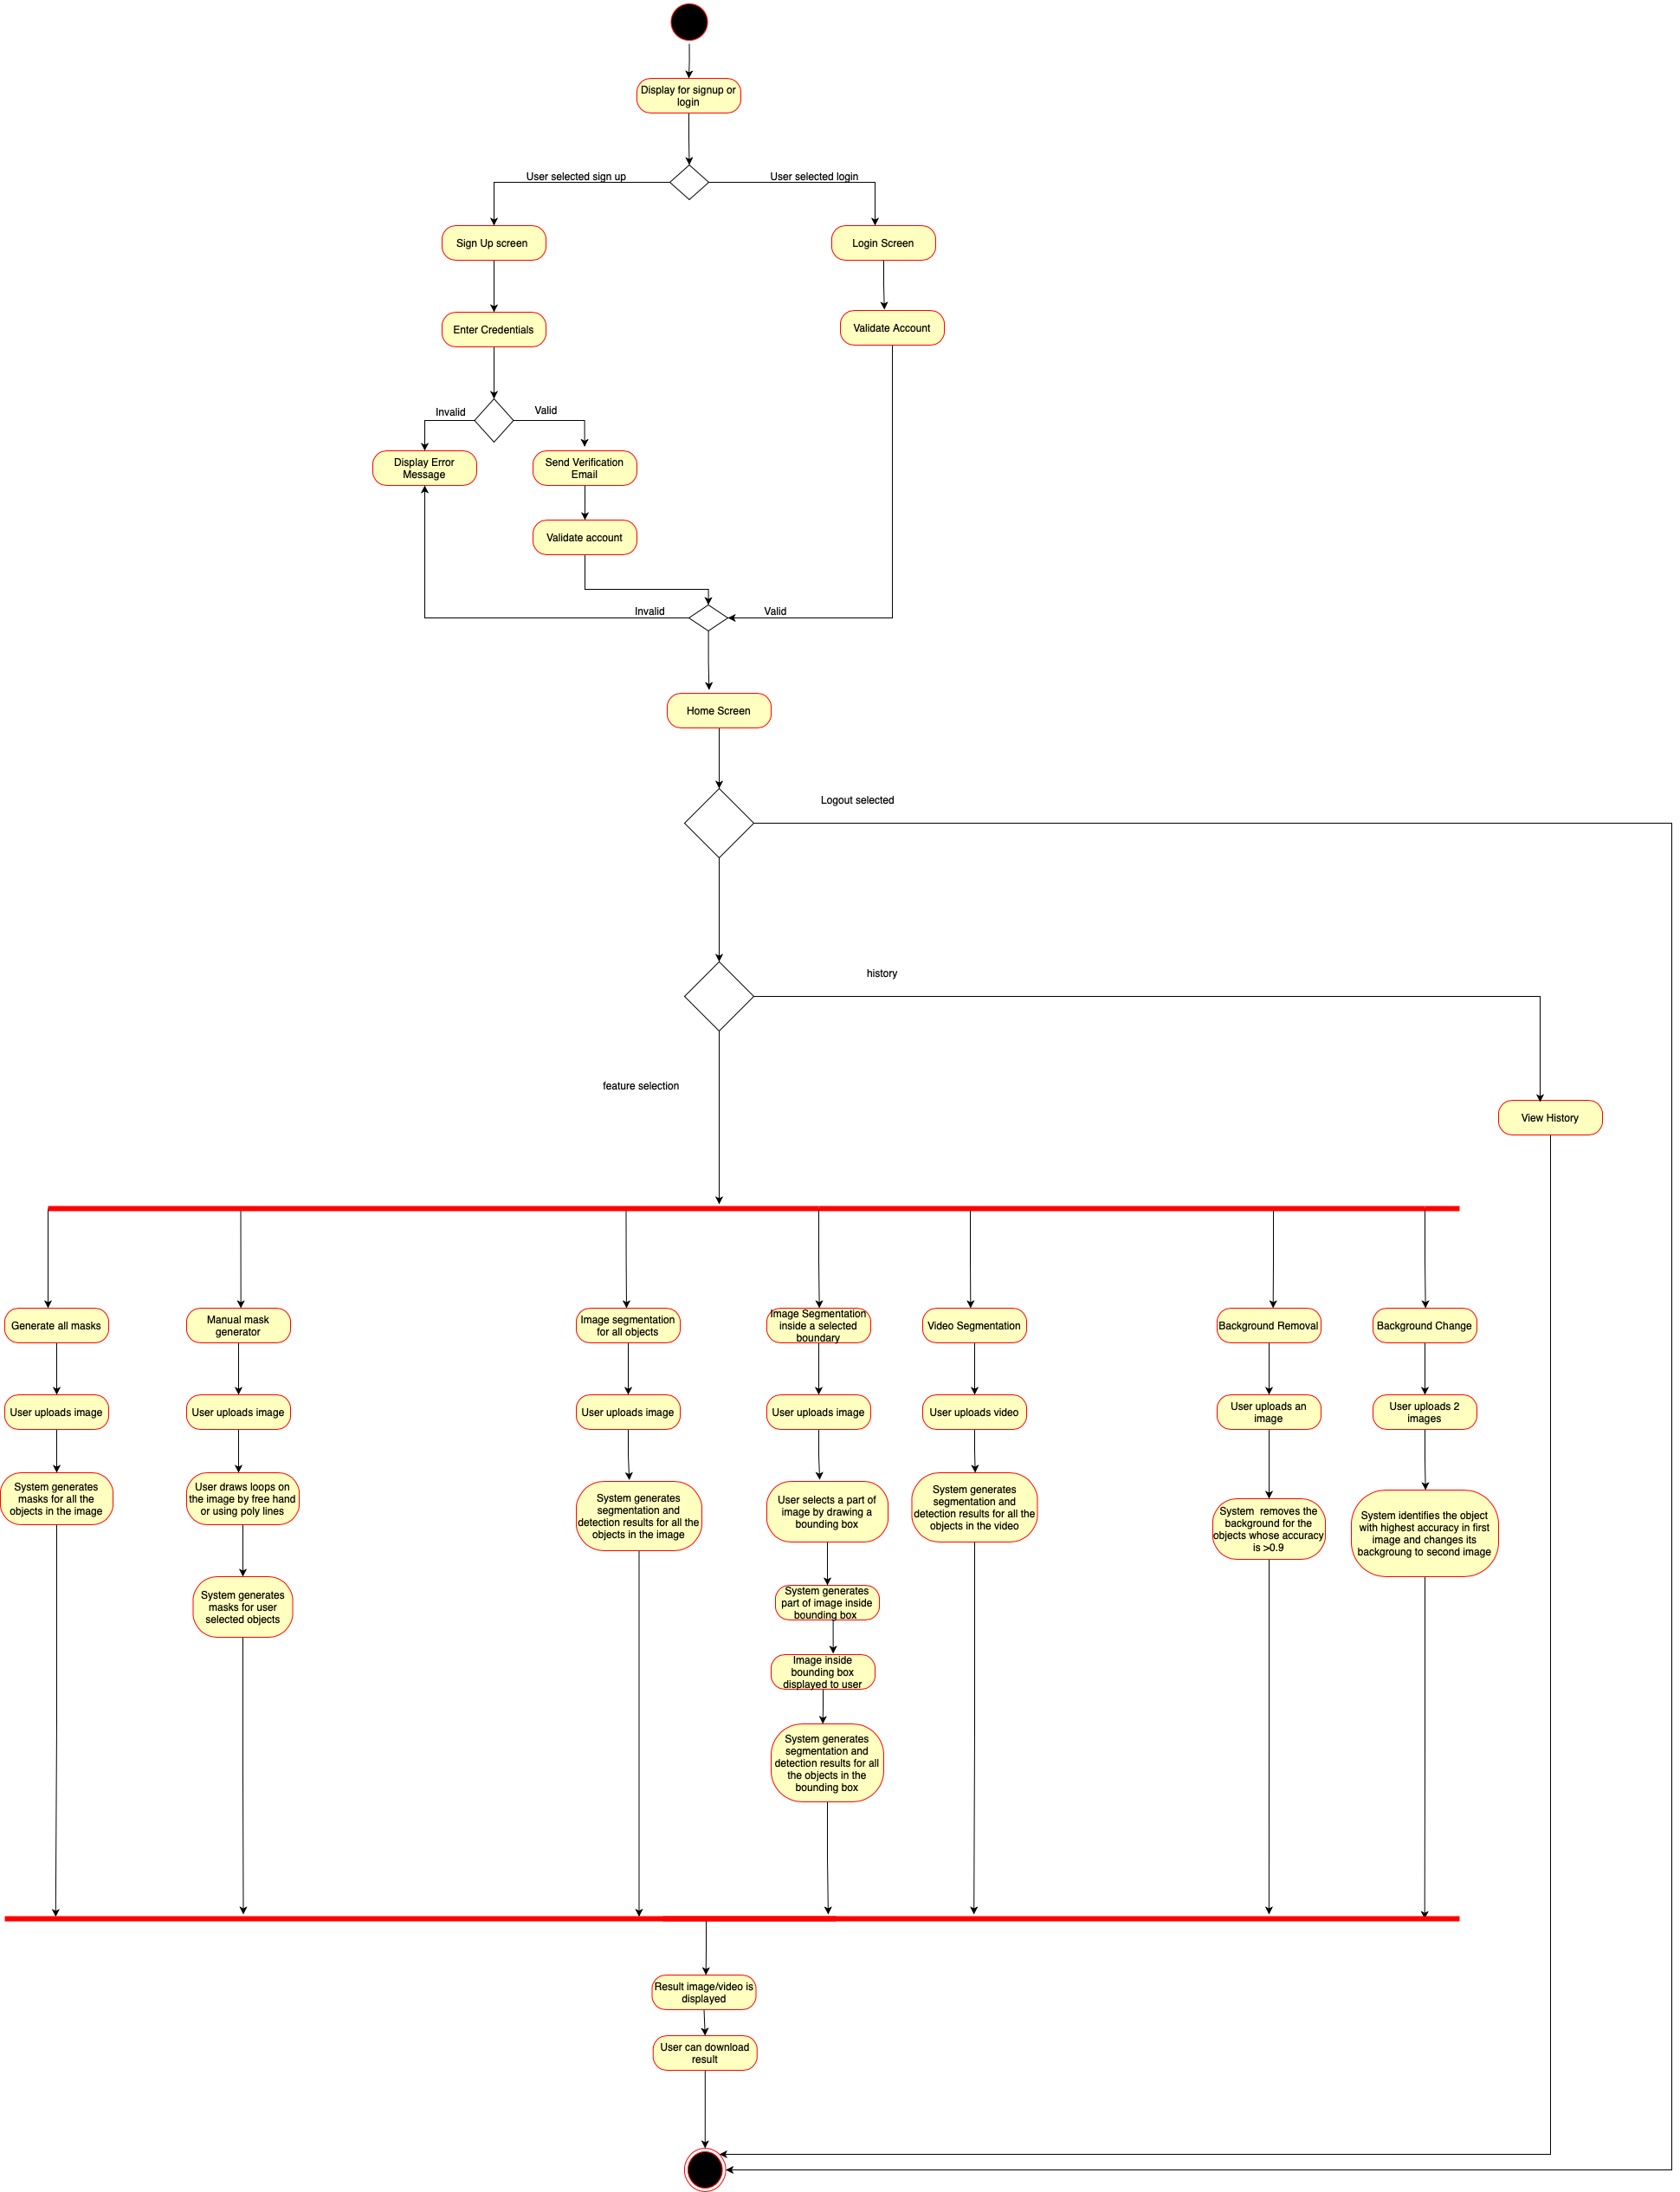 Display for signup or
login
User selected sign up
User selected login
Sign Up screen
Login Screen
Enter Credentials
Validate Account
Invalid
Valid
Display Error
Message
Send Verification
Email
Validate account
Invalid
Valid
Home Screen
Logout selected
history
feature selection
View History
Generate all masks
Manual mask
generator
Image segmentation
for all objects
Image Segmentation
inside a selected
boundary
Video Segmentation
Background Removal
Background Change
User uploads image
User uploads image
User uploads image
User uploads image
User uploads video
User uploads an
image
User uploads 2
images
System generates
masks for all the
objects in the image
User draws loops on
the image by free hand
or using poly lines
System generates
segmentation and
detection results for all the
objects in the image
User selects a part of
image by drawing a
bounding box
System generates
segmentation and
detection results for all the
objects in the video
System  removes the
background for the
objects whose accuracy
is >0.9
System identifies the object
with highest accuracy in first
image and changes its
backgroung to second image
System generates
masks for user
selected objects
System generates
part of image inside
bounding box
Image inside
bounding box
displayed to user
System generates
segmentation and
detection results for all
the objects in the
bounding box
Result image/video is
displayed
User can download
result